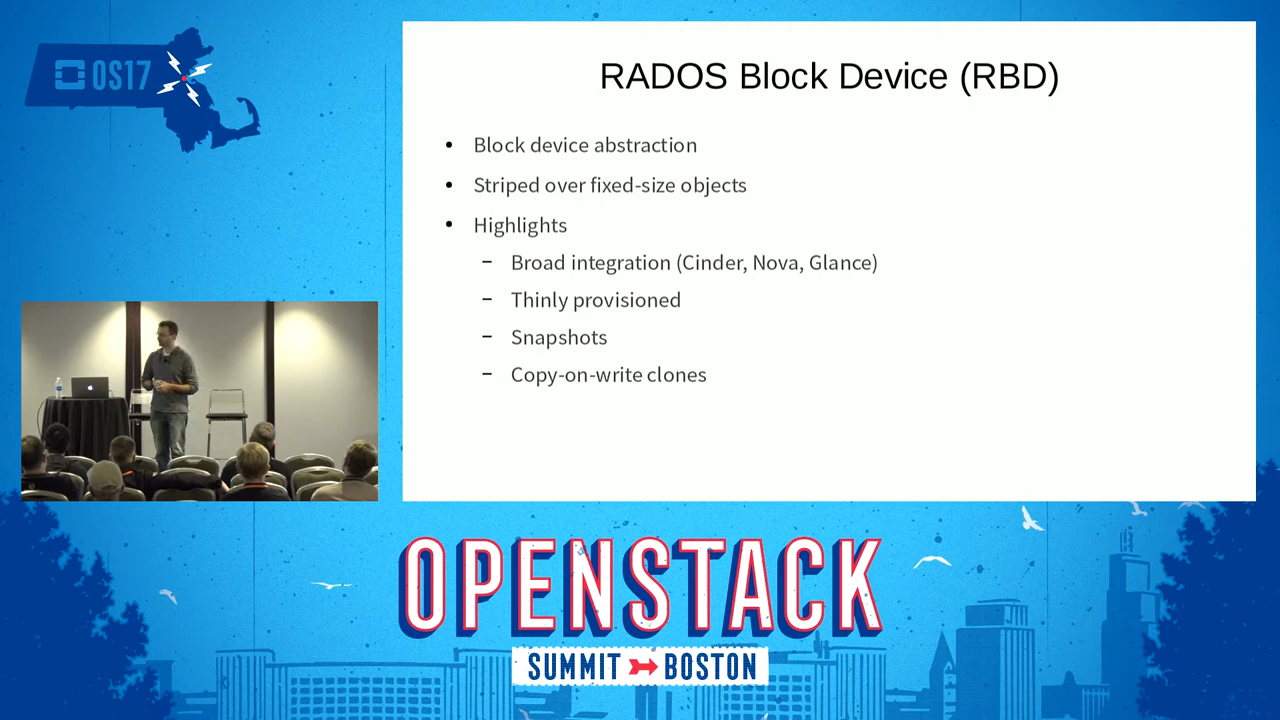 OS17
RADOS Block Device (RBD)
• Block device abstraction
• Striped over fixed-size objects
• Highlights
– Broad integration (Cinder, Nova, Glance)
– Thinly provisioned
– Snapshots
– Copy-on-write clones
OPENSTACK
SUMMIT BOSTON